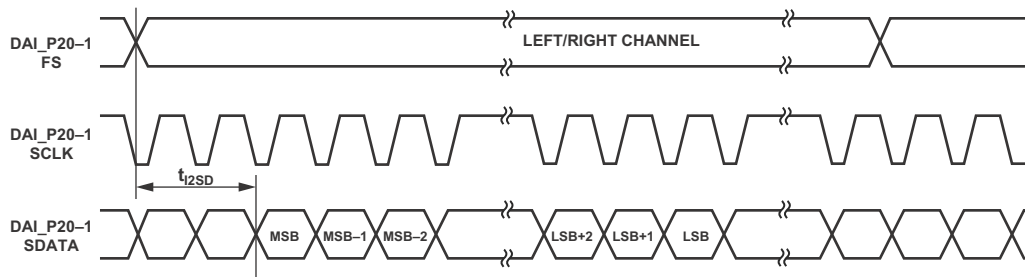 DAI_P20–1
FS
LEFT/RIGHT CHANNEL
DAI_P20–1
SCLK
tI2SD
DAI_P20–1
SDATA
MSB
MSB–1
MSB–2
LSB+2
LSB+1
LSB